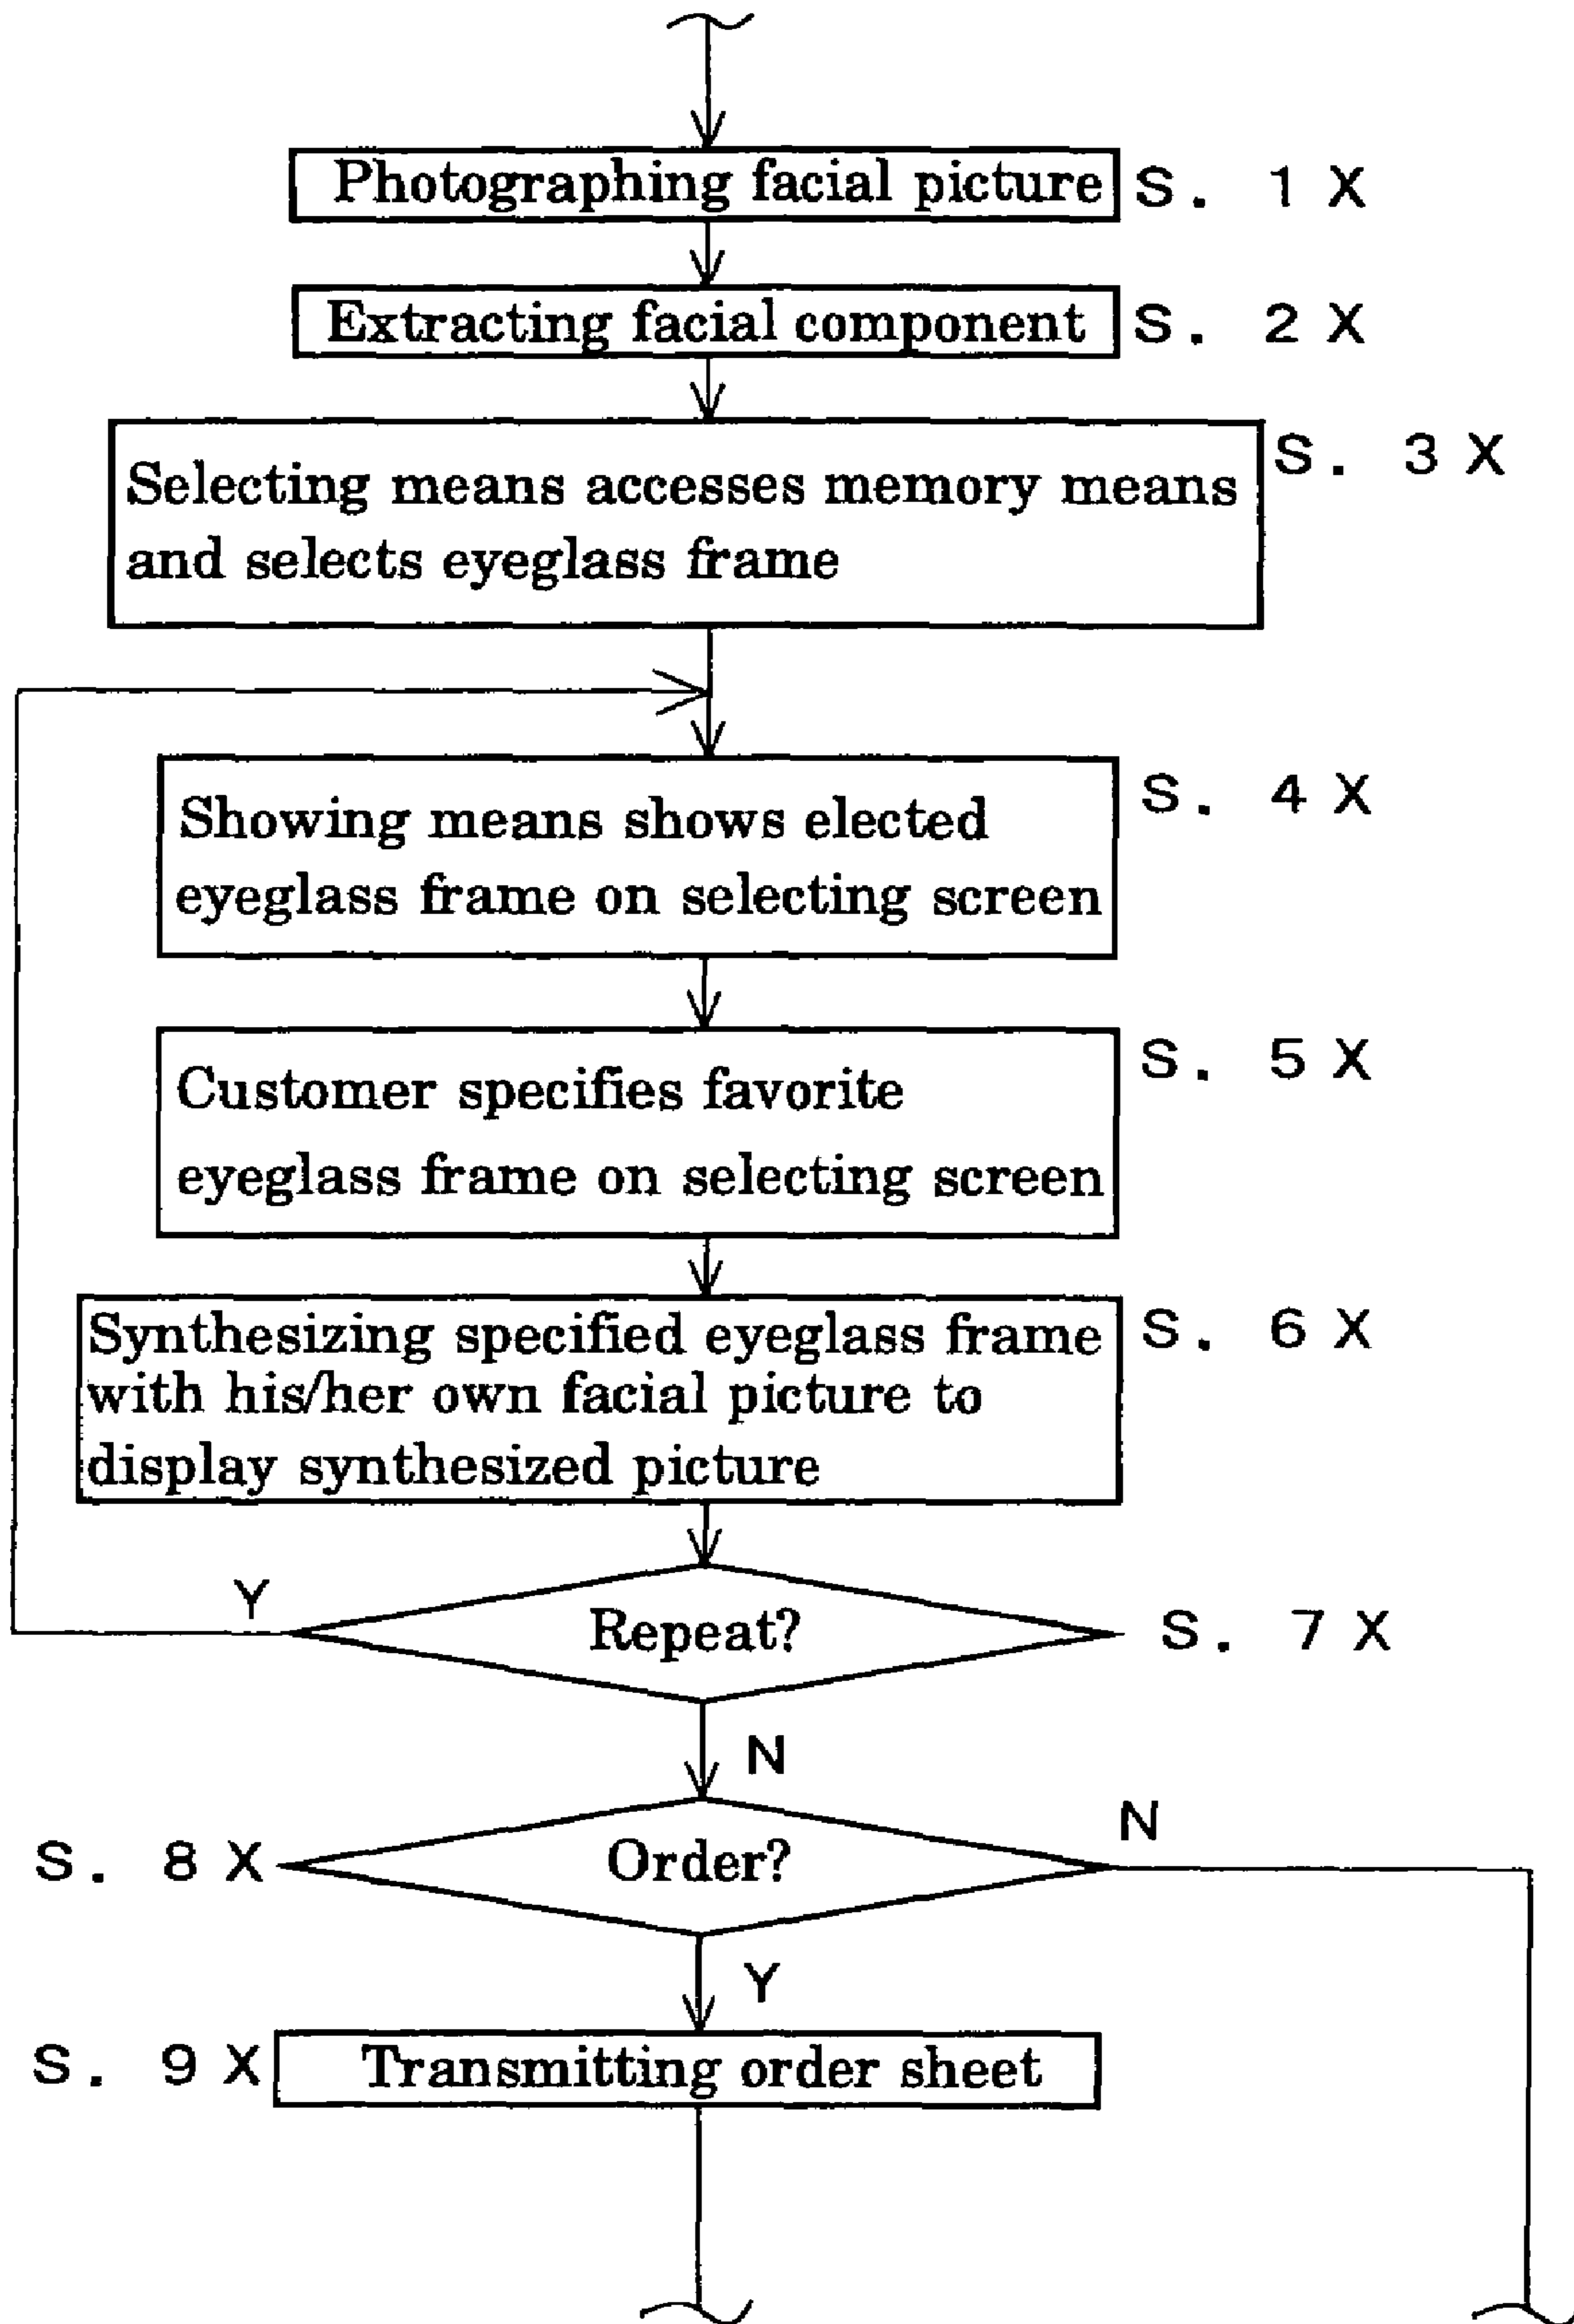 Photographing facial picture S. 1 X
Extracting facial component S. 2 X
S. 3 X
Selecting means accesses memory means
and selects eyeglass frame
S. 4 X
Showing means shows elected
eyeglass frame on selecting screen
S. 5 X
Customer specifies favorite
eyeglass frame on selecting screen
Synthesizing specified eyeglass frame S. 6 X
with his/her own facial picture to
display synthesized picture
Y
Repeat? S. 7 X
N
N
S. 8 X Order?
Y
S. 9 X Transmitting order sheet